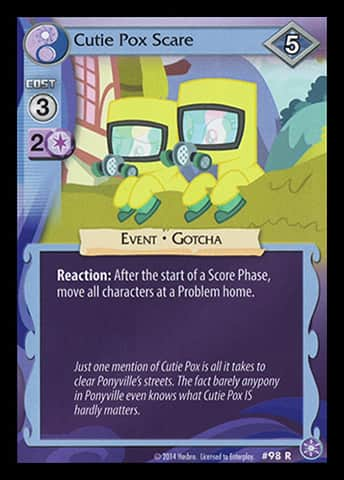 Cutie Pox Scare
5
COST
3
2
EVENT • GOTCHA
Reaction: After the start of a Score Phase,
move all characters at a Problem home.
Just one mention of Cutie Pox is all it takes to
clear Ponyville's streets. The fact barely anypony
in Ponyville even knows what Cutie Pox IS
hardly matters.
© 2014 Hasbro. Licensed to Enterplay. #98 R